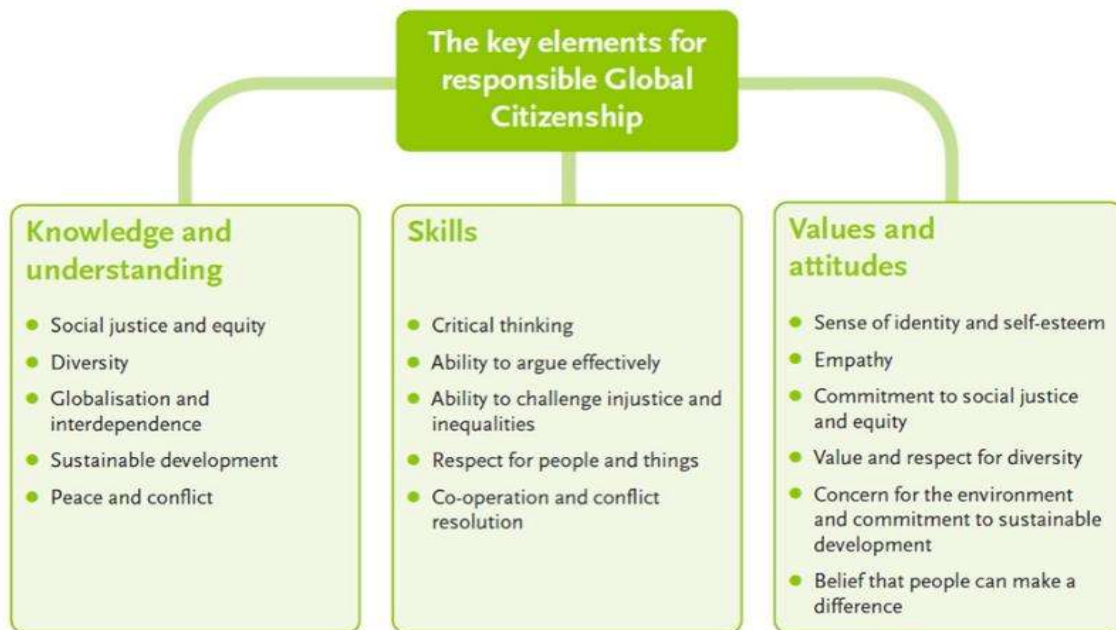 The key elements for
responsible Global
Citizenship
Knowledge and
understanding
Social justice and equity
Diversity
Globalisation and
interdependence
Sustainable development
Peace and conflict
Skills
Critical thinking
Ability to argue effectively
Ability to challenge injustice and
inequalities
Respect for people and things
Co-operation and conflict
resolution
Values and
attitudes
Sense of identity and self-esteem
Empathy
Commitment to social justice
and equity
Value and respect for diversity
Concern for the environment
and commitment to sustainable
development
Belief that people can make a
difference